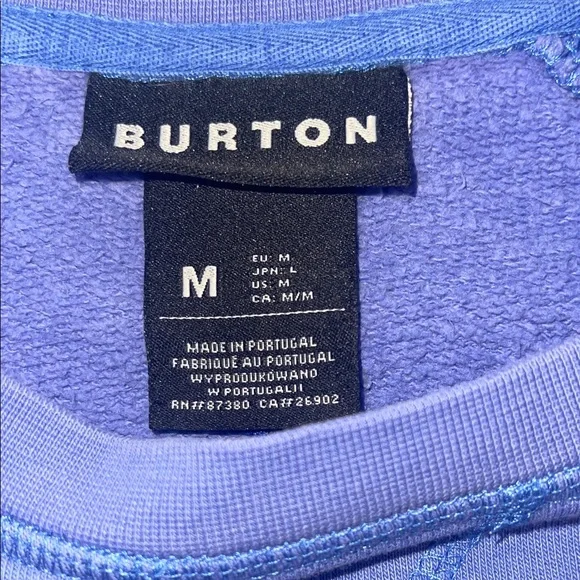 BURTON
M
EU: M
JPN: L
US: M
CA: M/M
MADE IN PORTUGAL
FABRIQUÉ AU PORTUGAL
WYPRODUKOWANO
W PORTUGALII
RN#87380 CA#26902